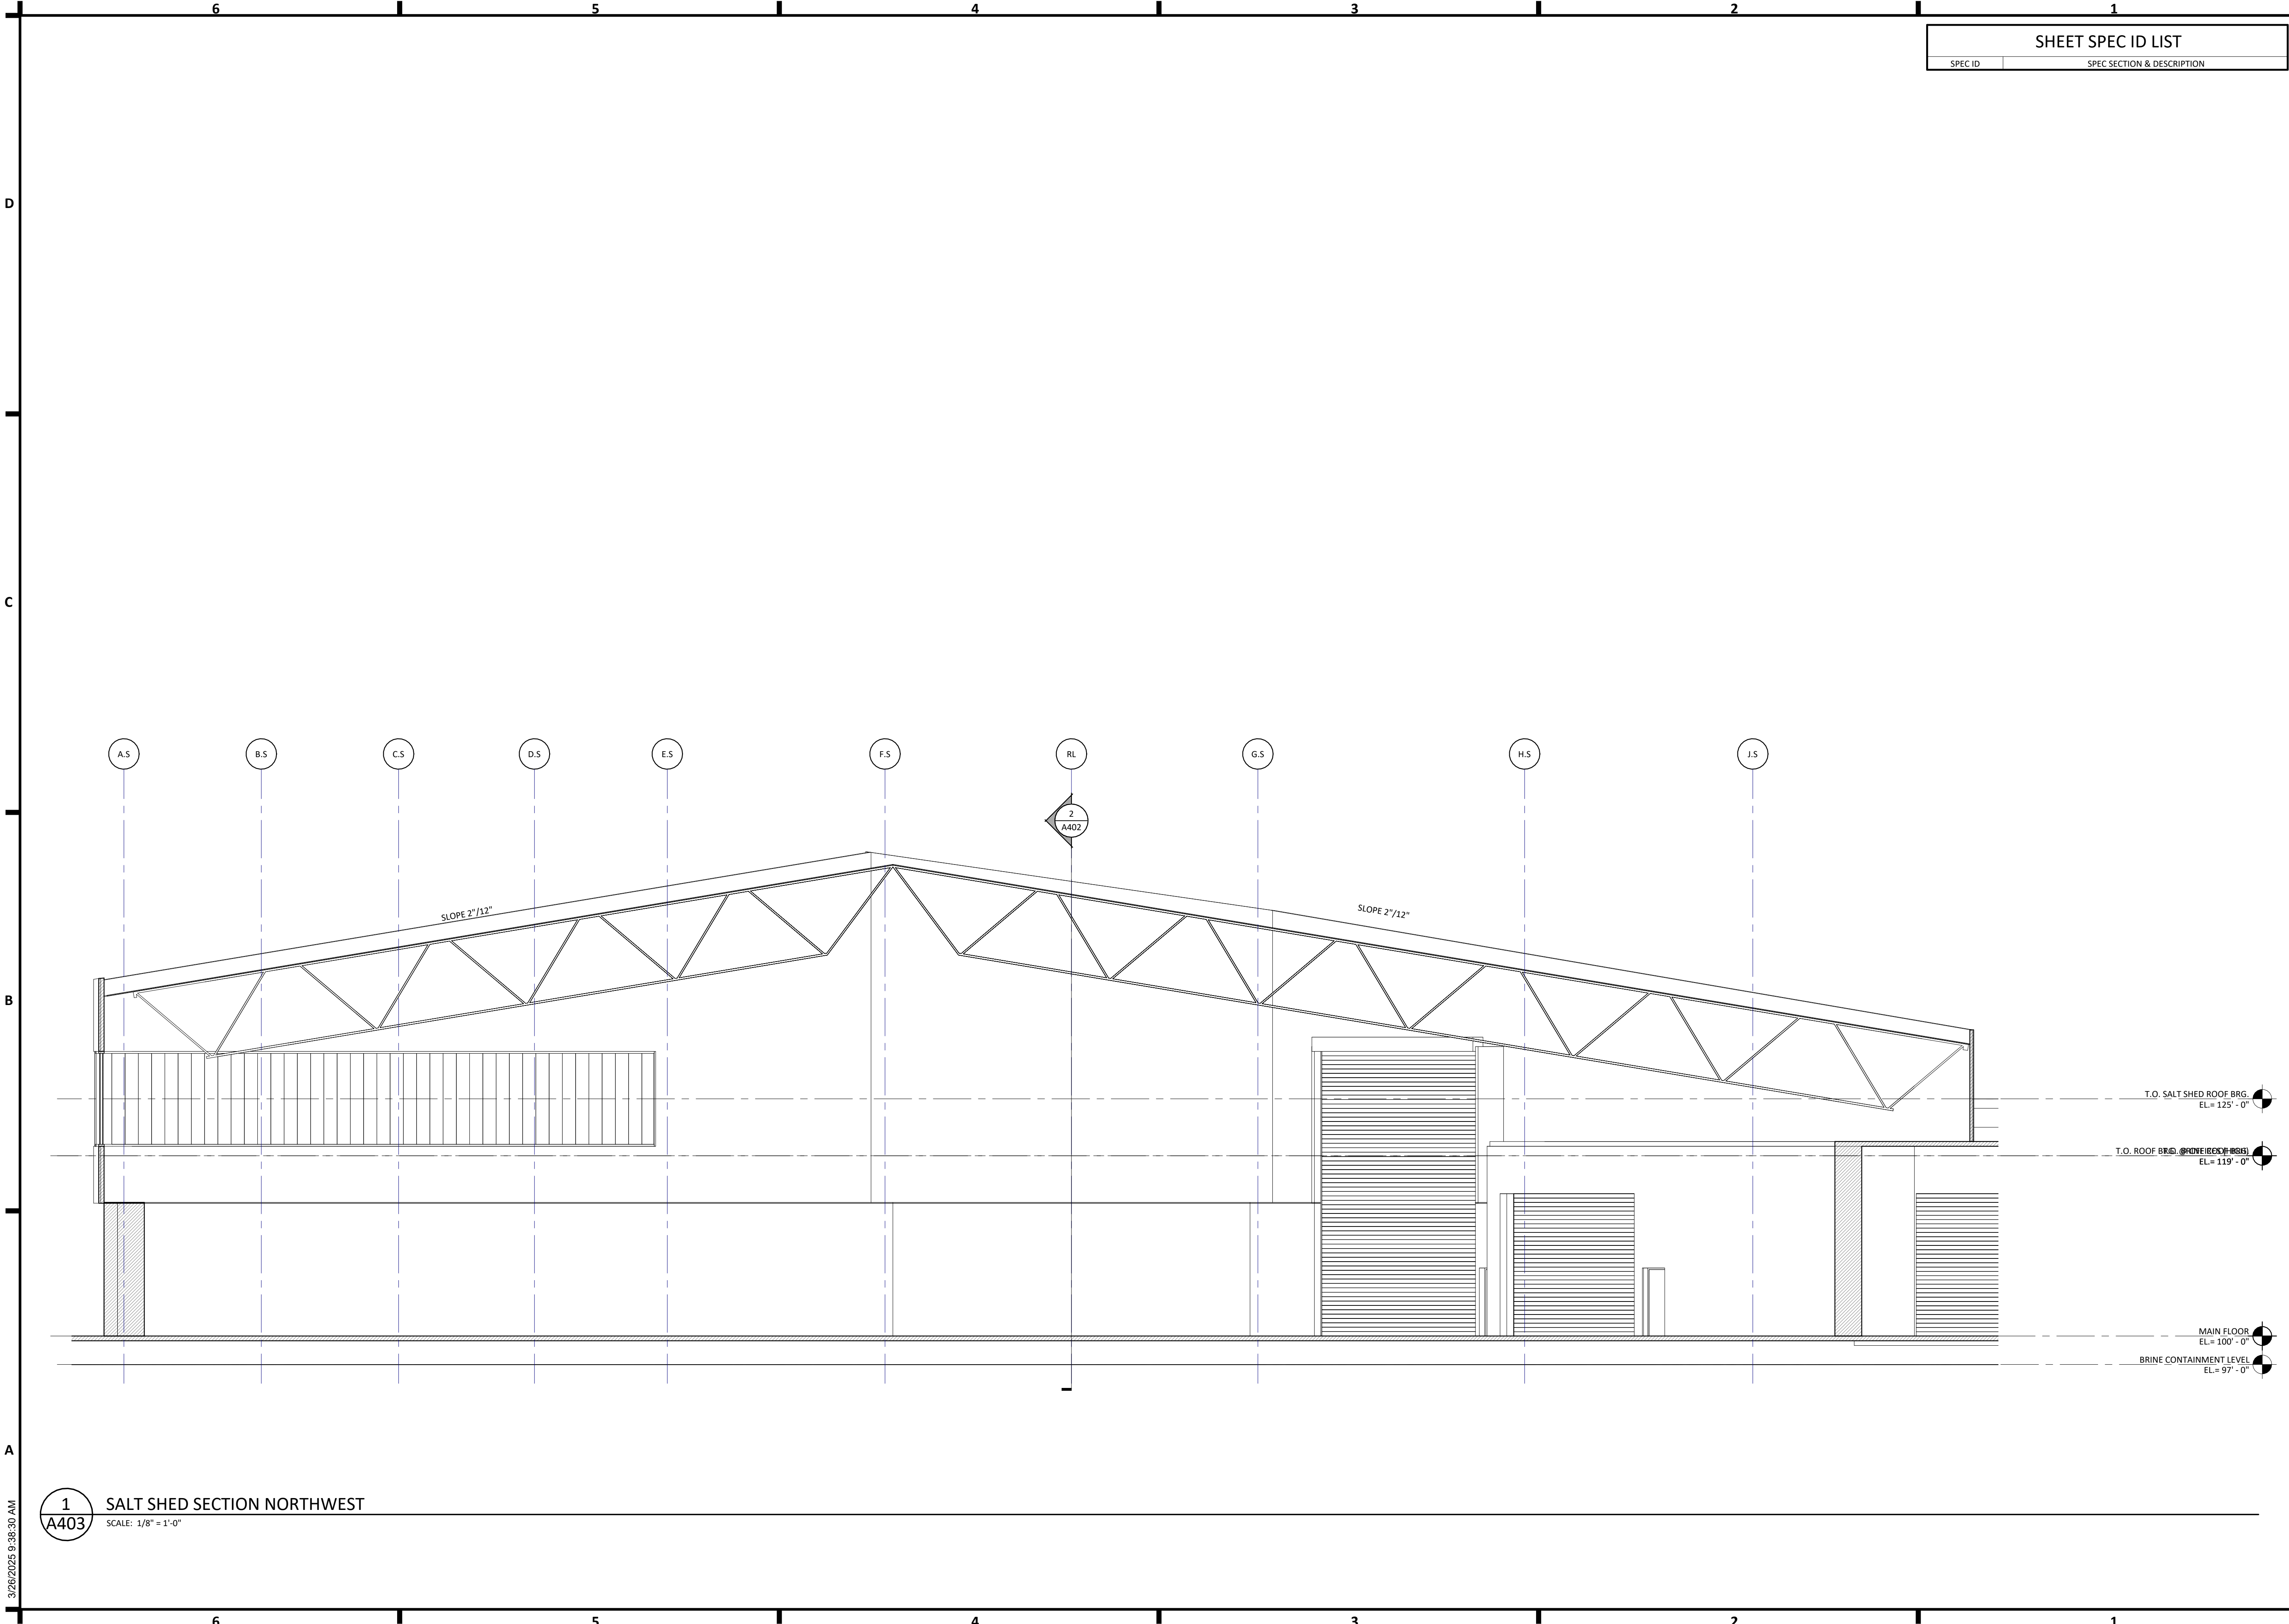 6 5 4 3 2 1
SHEET SPEC ID LIST
SPEC ID SPEC SECTION & DESCRIPTION
D
C
A.S B.S C.S D.S E.S F.S RL G.S H.S J.S
2
A402
SLOPE 2"/12" SLOPE 2"/12"
B
T.O. SALT SHED ROOF BRG.
EL.= 125' - 0"
T.O. ROOF
EL.= 119' - 0"
MAIN FLOOR
EL.= 100' - 0"
BRINE CONTAINMENT LEVEL
EL.= 97' - 0"
A
1
A403
SALT SHED SECTION NORTHWEST
SCALE: 1/8" = 1'-0"
3/26/2025 9:38:30 AM
6 5 4 3 2 1